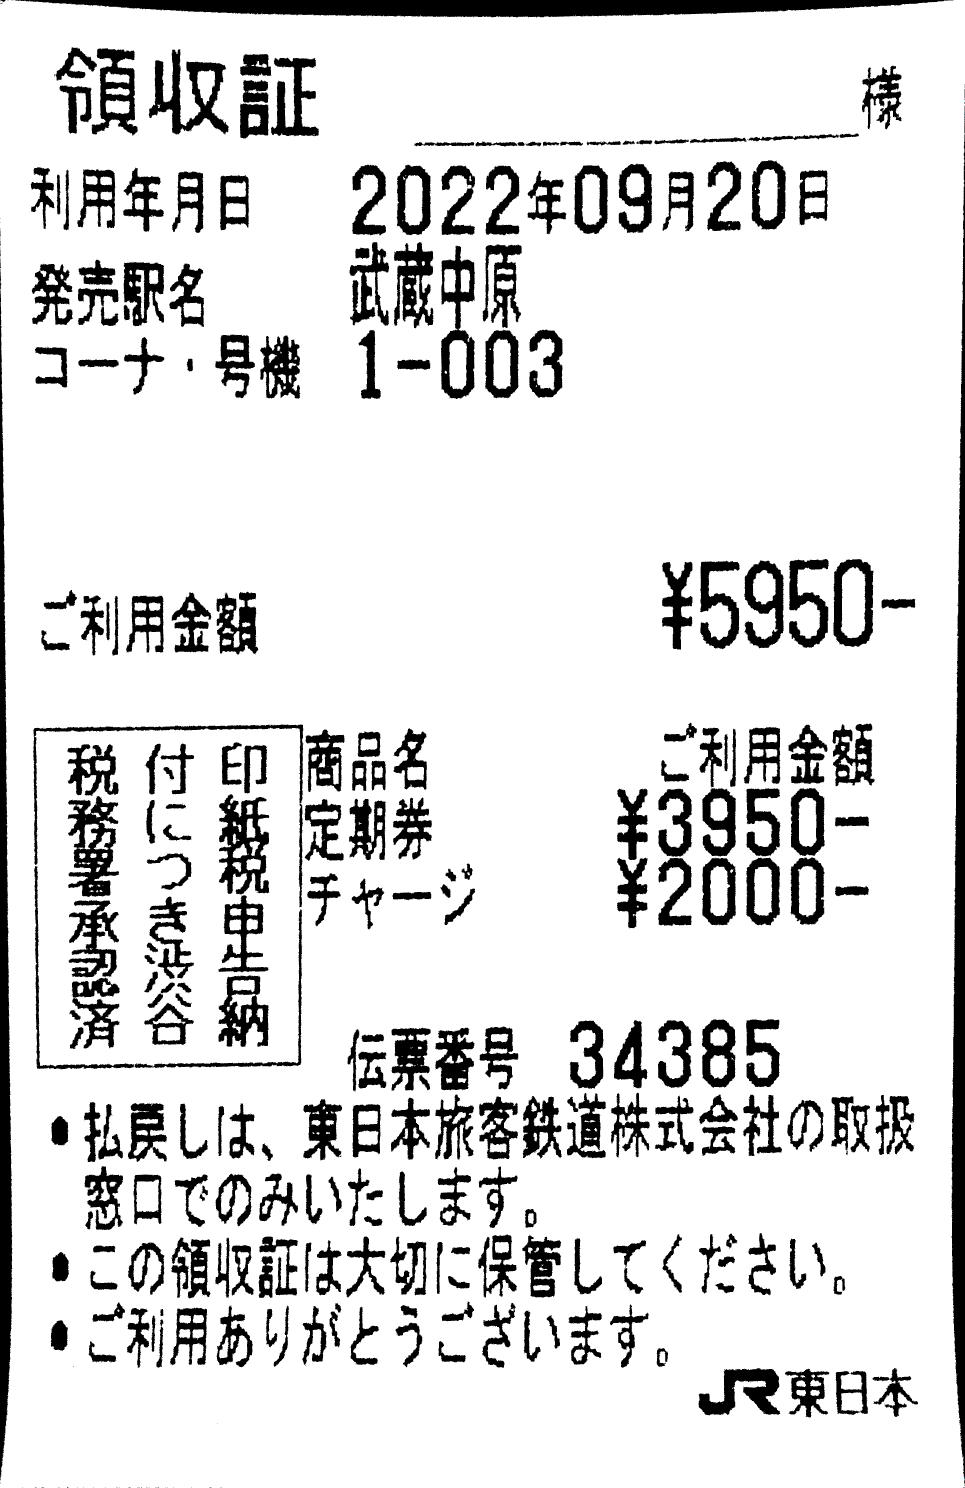 領収証
様
利用年月日 2022年09月20日
発売駅名 武蔵中原
コーナ・号機 1-003
ご利用金額 ¥5950-
印紙税申告納
付につき渋谷
税務署承認済
商品名 ご利用金額
定期券 ¥3950-
チャージ ¥2000-
伝票番号 34385
●払戻しは、東日本旅客鉄道株式会社の取扱
窓口でのみいたします。
●この領収証は大切に保管してください。
●ご利用ありがとうございます。
JR東日本